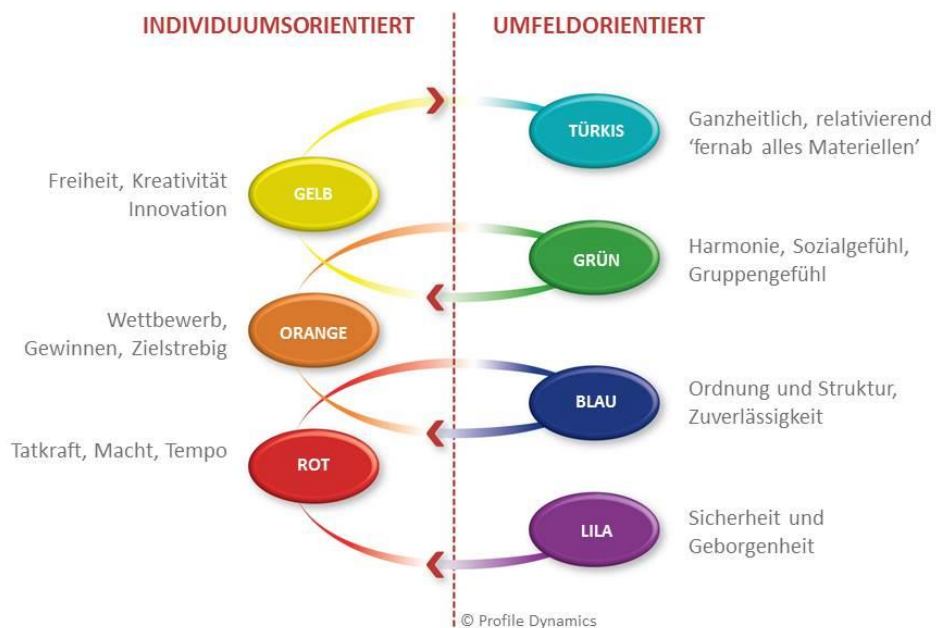 INDIVIDUUMSORIENTIERT
UMFELDORIENTIERT
TÜRKIS
Ganzheitlich, relativierend
‘fernab alles Materiellen’
Freiheit, Kreativität
Innovation
GELB
GRÜN
Harmonie, Sozialgefühl,
Gruppengefühl
Wettbewerb,
Gewinnen, Zielstrebig
ORANGE
BLAU
Ordnung und Struktur,
Zuverlässigkeit
Tatkraft, Macht, Tempo
ROT
LILA
Sicherheit und
Geborgenheit
© Profile Dynamics